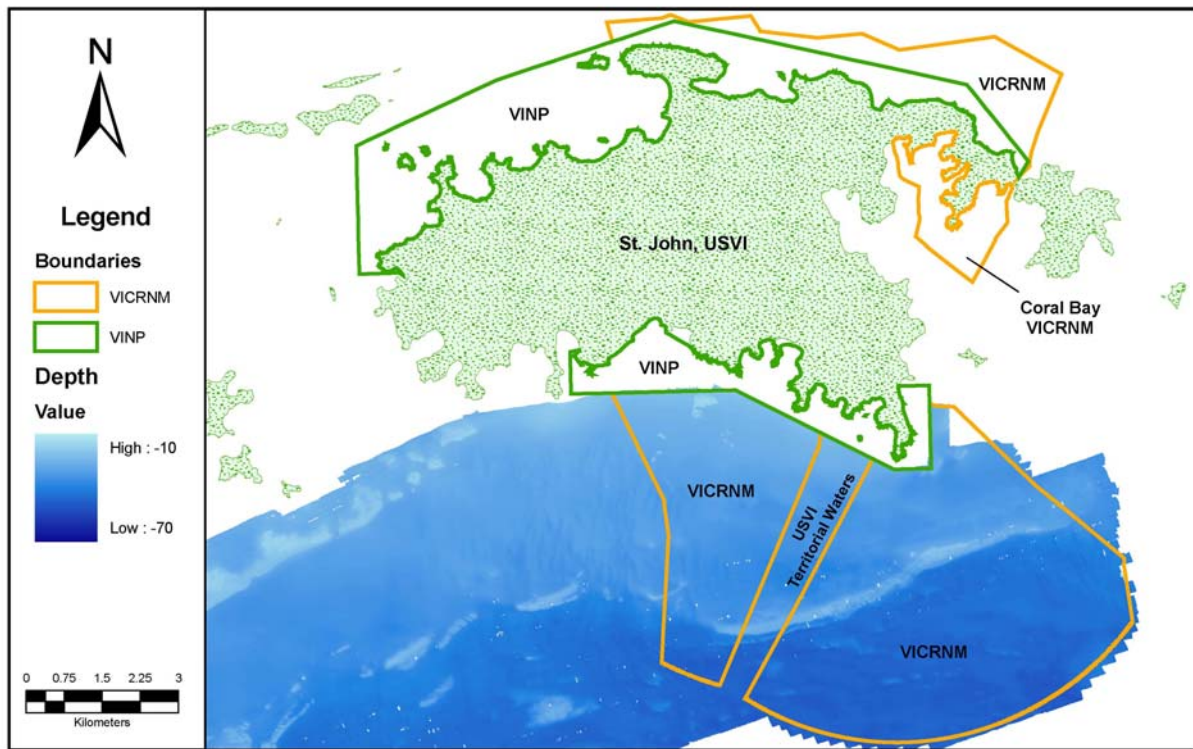 N
Legend
Boundaries
VICRNM
VINP
Depth
Value
High : -10
Low : -70
0 0.75 1.5 2.25 3
Kilometers
VINP
VICRNM
St. John, USVI
Coral Bay
VICRNM
VINP
VICRNM
USVI
Territorial Waters
VICRNM